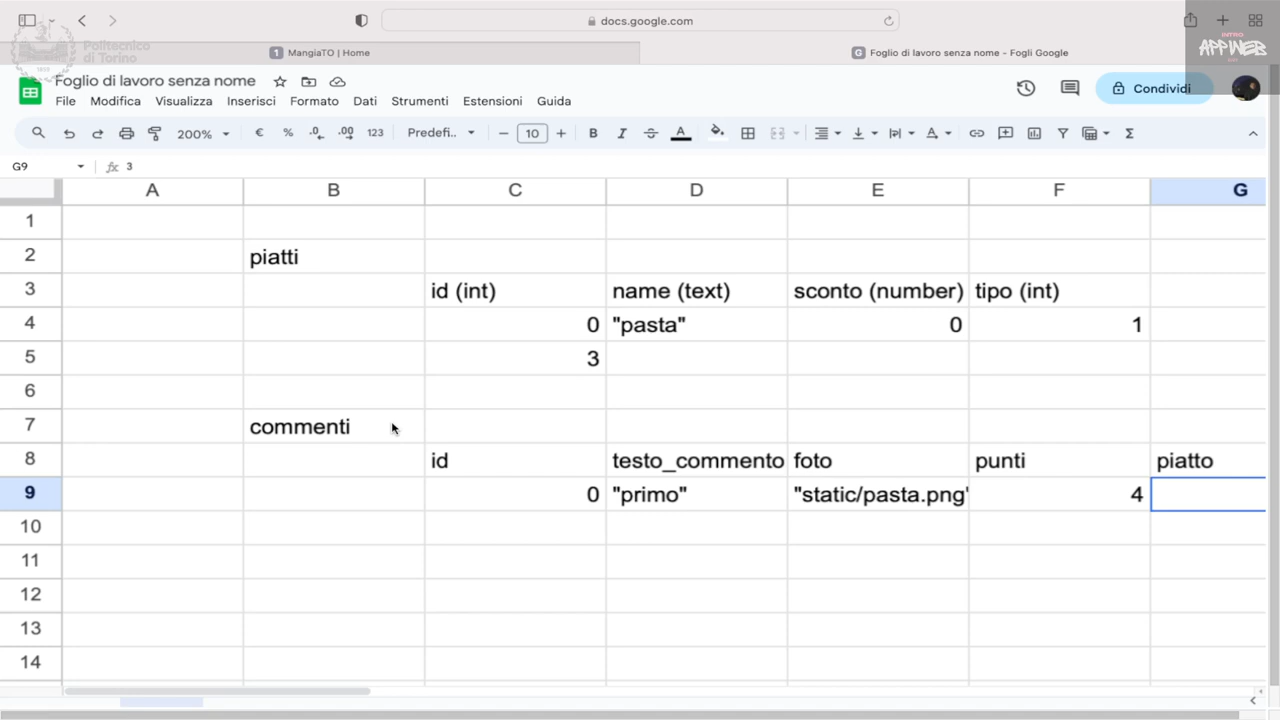 docs.google.com
Politecnico
di Torino
1859
1 MangiaTO | Home
G Foglio di lavoro senza nome - Fogli Google
INTRO
APPWEB
Foglio di lavoro senza nome
File Modifica Visualizza Inserisci Formato Dati Strumenti Estensioni Guida
Condividi
200% € % .0 .00 123 Predefi... - 10 + B I A A Σ
G9 fx 3
A B C D E F G
1
2 piatti
3 id (int) name (text) sconto (number) tipo (int)
4 0 "pasta" 0 1
5 3
6
7 commenti
8 id testo_commento foto punti piatto
9 0 "primo" "static/pasta.png" 4
10
11
12
13
14